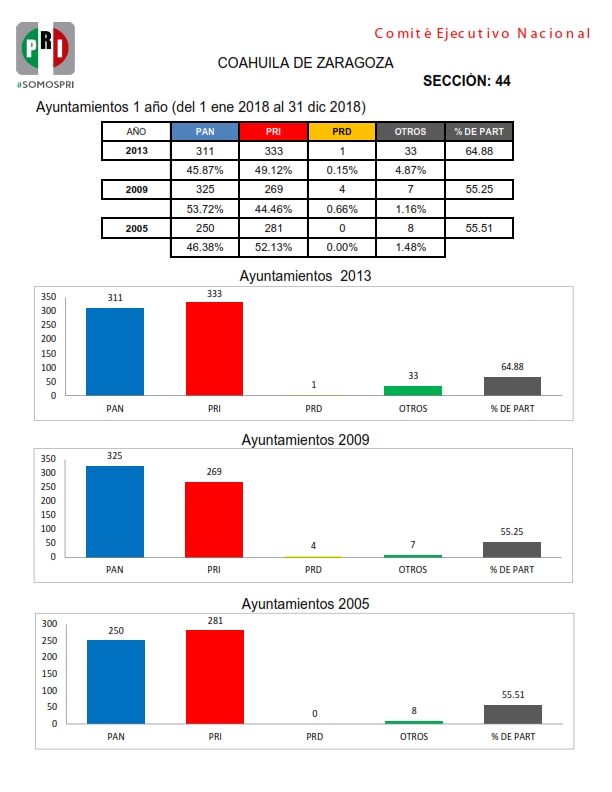 Comité Ejecutivo Nacional
PRI
#SOMOSPRI
COAHUILA DE ZARAGOZA
SECCIÓN: 44
Ayuntamientos 1 año (del 1 ene 2018 al 31 dic 2018)
AÑO PAN PRI PRD OTROS % DE PART
2013 311 333 1 33 64.88
45.87% 49.12% 0.15% 4.87%
2009 325 269 4 7 55.25
53.72% 44.46% 0.66% 1.16%
2005 250 281 0 8 55.51
46.38% 52.13% 0.00% 1.48%
Ayuntamientos 2013
350
300
250
200
150
100
50
0
311 333 1 33 64.88
PAN PRI PRD OTROS % DE PART
Ayuntamientos 2009
350
300
250
200
150
100
50
0
325 269 4 7 55.25
PAN PRI PRD OTROS % DE PART
Ayuntamientos 2005
300
250
200
150
100
50
0
250 281 0 8 55.51
PAN PRI PRD OTROS % DE PART